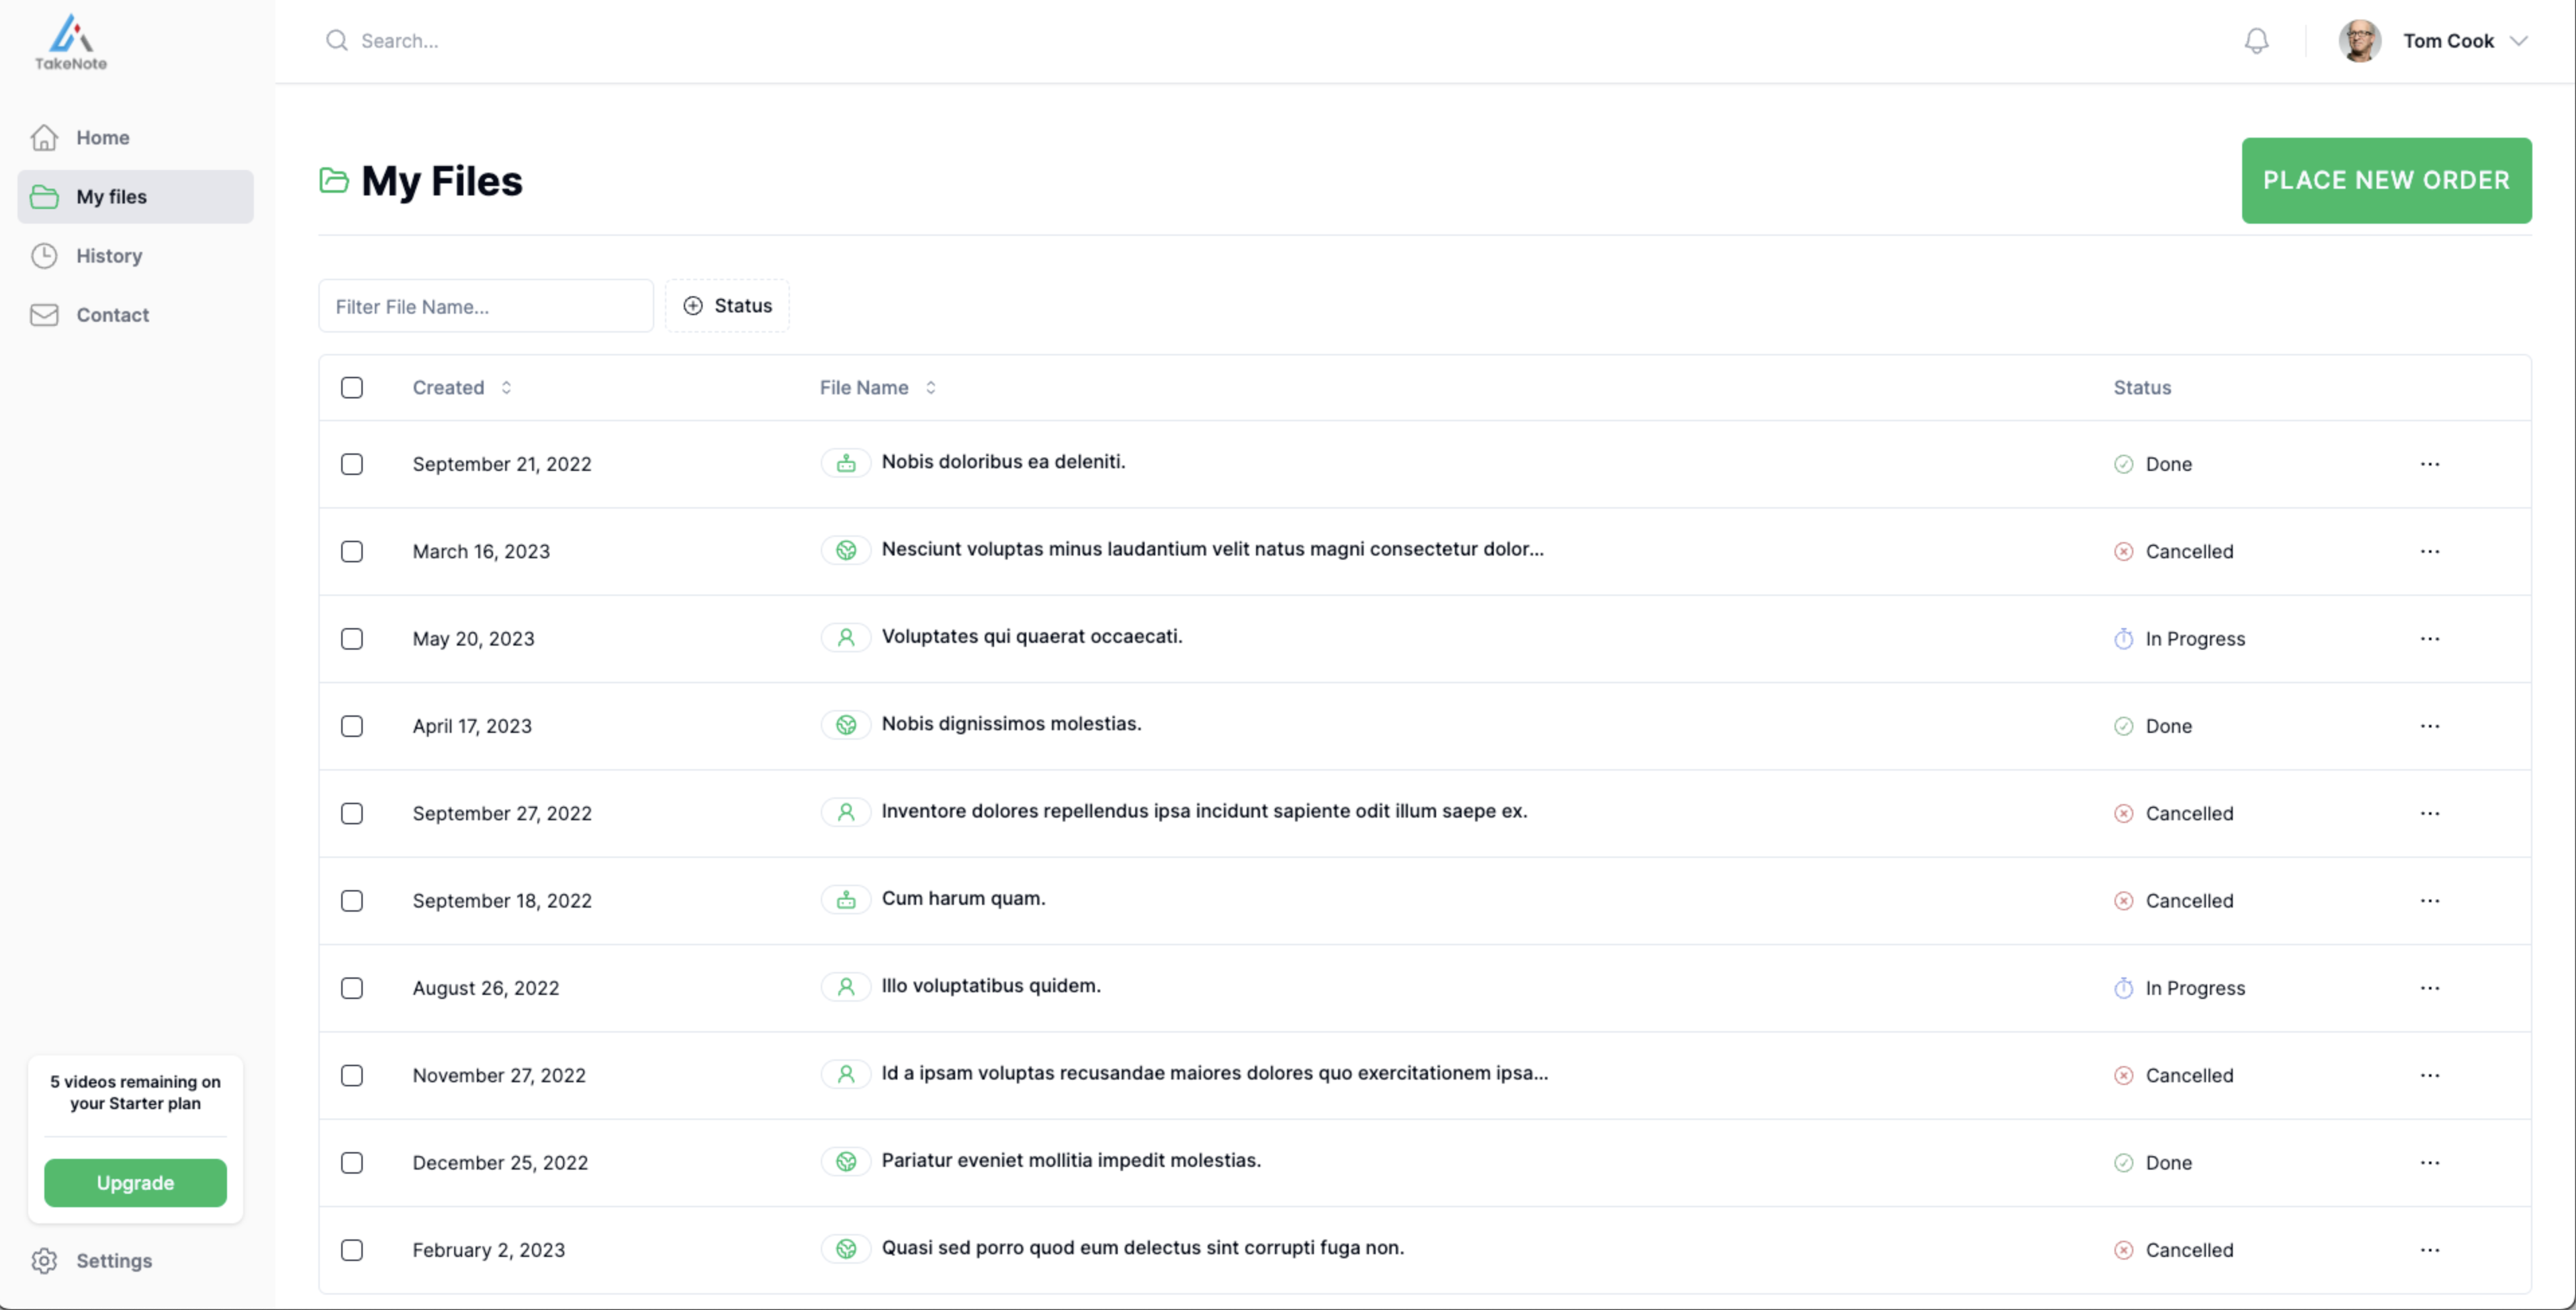 TakeNote
Search...
Tom Cook
Home
My files
History
Contact
My Files
PLACE NEW ORDER
Filter File Name...
Status
Created
File Name
Status
September 21, 2022 Nobis doloribus ea deleniti. Done
March 16, 2023 Nesciunt voluptas minus laudantium velit natus magni consectetur dolor... Cancelled
May 20, 2023 Voluptates qui quaerat occaecati. In Progress
April 17, 2023 Nobis dignissimos molestias. Done
September 27, 2022 Inventore dolores repellendus ipsa incidunt sapiente odit illum saepe ex. Cancelled
September 18, 2022 Cum harum quam. Cancelled
August 26, 2022 Illo voluptatibus quidem. In Progress
November 27, 2022 Id a ipsam voluptas recusandae maiores dolores quo exercitationem ipsa... Cancelled
December 25, 2022 Pariatur eveniet mollitia impedit molestias. Done
February 2, 2023 Quasi sed porro quod eum delectus sint corrupti fuga non. Cancelled
5 videos remaining on
your Starter plan
Upgrade
Settings